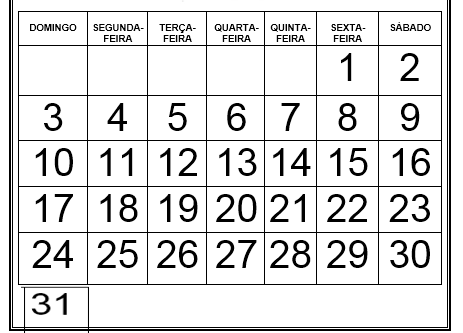 DOMINGO SEGUNDA-FEIRA TERÇA-FEIRA QUARTA-FEIRA QUINTA-FEIRA SEXTA-FEIRA SÁBADO
1 2
3 4 5 6 7 8 9
10 11 12 13 14 15 16
17 18 19 20 21 22 23
24 25 26 27 28 29 30
31